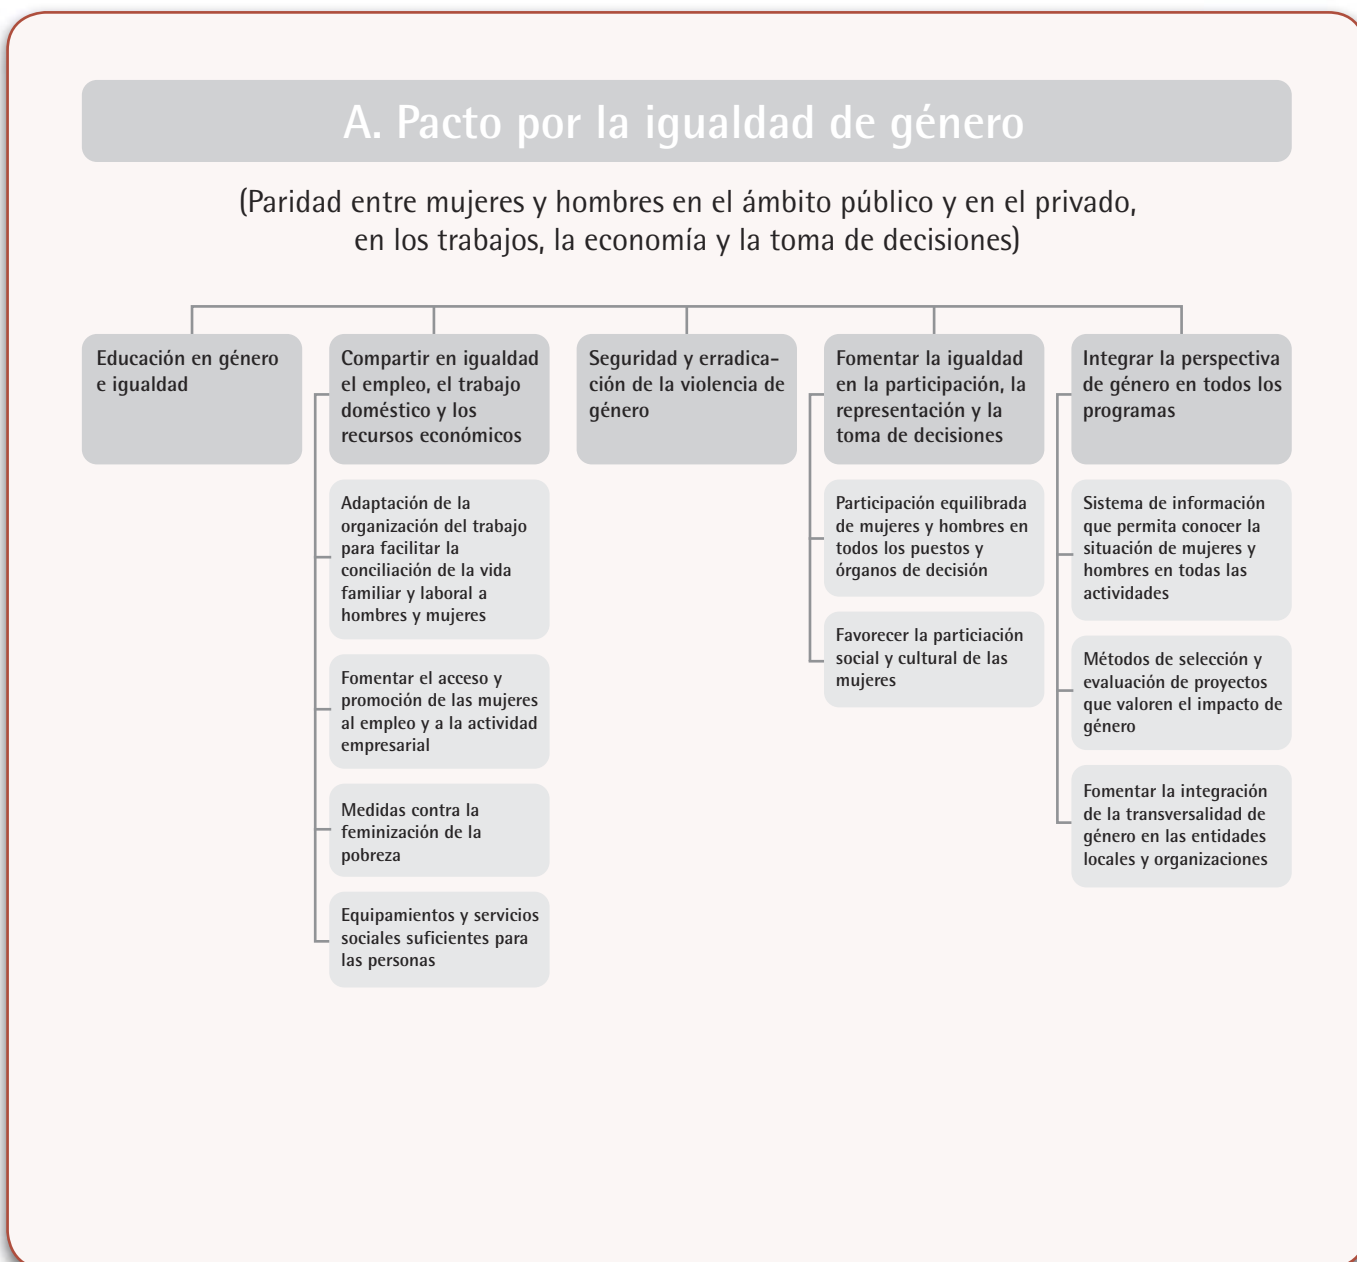 A. Pacto por la igualdad de género
(Paridad entre mujeres y hombres en el ámbito público y en el privado,
en los trabajos, la economía y la toma de decisiones)
Educación en género
e igualdad
Compartir en igualdad
el empleo, el trabajo
doméstico y los
recursos económicos
Adaptación de la
organización del trabajo
para facilitar la
conciliación de la vida
familiar y laboral a
hombres y mujeres
Fomentar el acceso y
promoción de las mujeres
al empleo y a la actividad
empresarial
Medidas contra la
feminización de la
pobreza
Equipamientos y servicios
sociales suficientes para
las personas
Seguridad y erradica-
ción de la violencia de
género
Fomentar la igualdad
en la participación, la
representación y la
toma de decisiones
Participación equilibrada
de mujeres y hombres en
todos los puestos y
órganos de decisión
Favorecer la particiación
social y cultural de las
mujeres
Integrar la perspectiva
de género en todos los
programas
Sistema de información
que permita conocer la
situación de mujeres y
hombres en todas las
actividades
Métodos de selección y
evaluación de proyectos
que valoren el impacto de
género
Fomentar la integración
de la transversalidad de
género en las entidades
locales y organizaciones